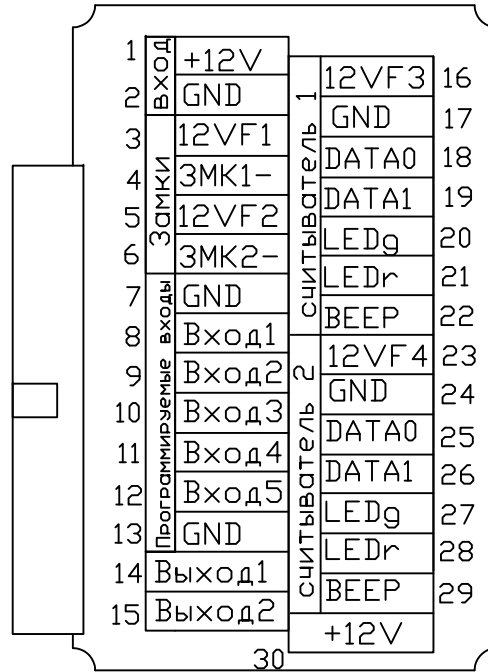 вход
1 +12V
2 GND
Замки
3 12VF1
4 ЗМК1-
5 12VF2
6 ЗМК2-
Программируемые входы
7 GND
8 Вход1
9 Вход2
10 Вход3
11 Вход4
12 Вход5
13 GND
14 Выход1
15 Выход2
считыватель 1
12VF3 16
GND 17
DATA0 18
DATA1 19
LEDg 20
LEDr 21
BEEP 22
считыватель 2
12VF4 23
GND 24
DATA0 25
DATA1 26
LEDg 27
LEDr 28
BEEP 29
30 +12V